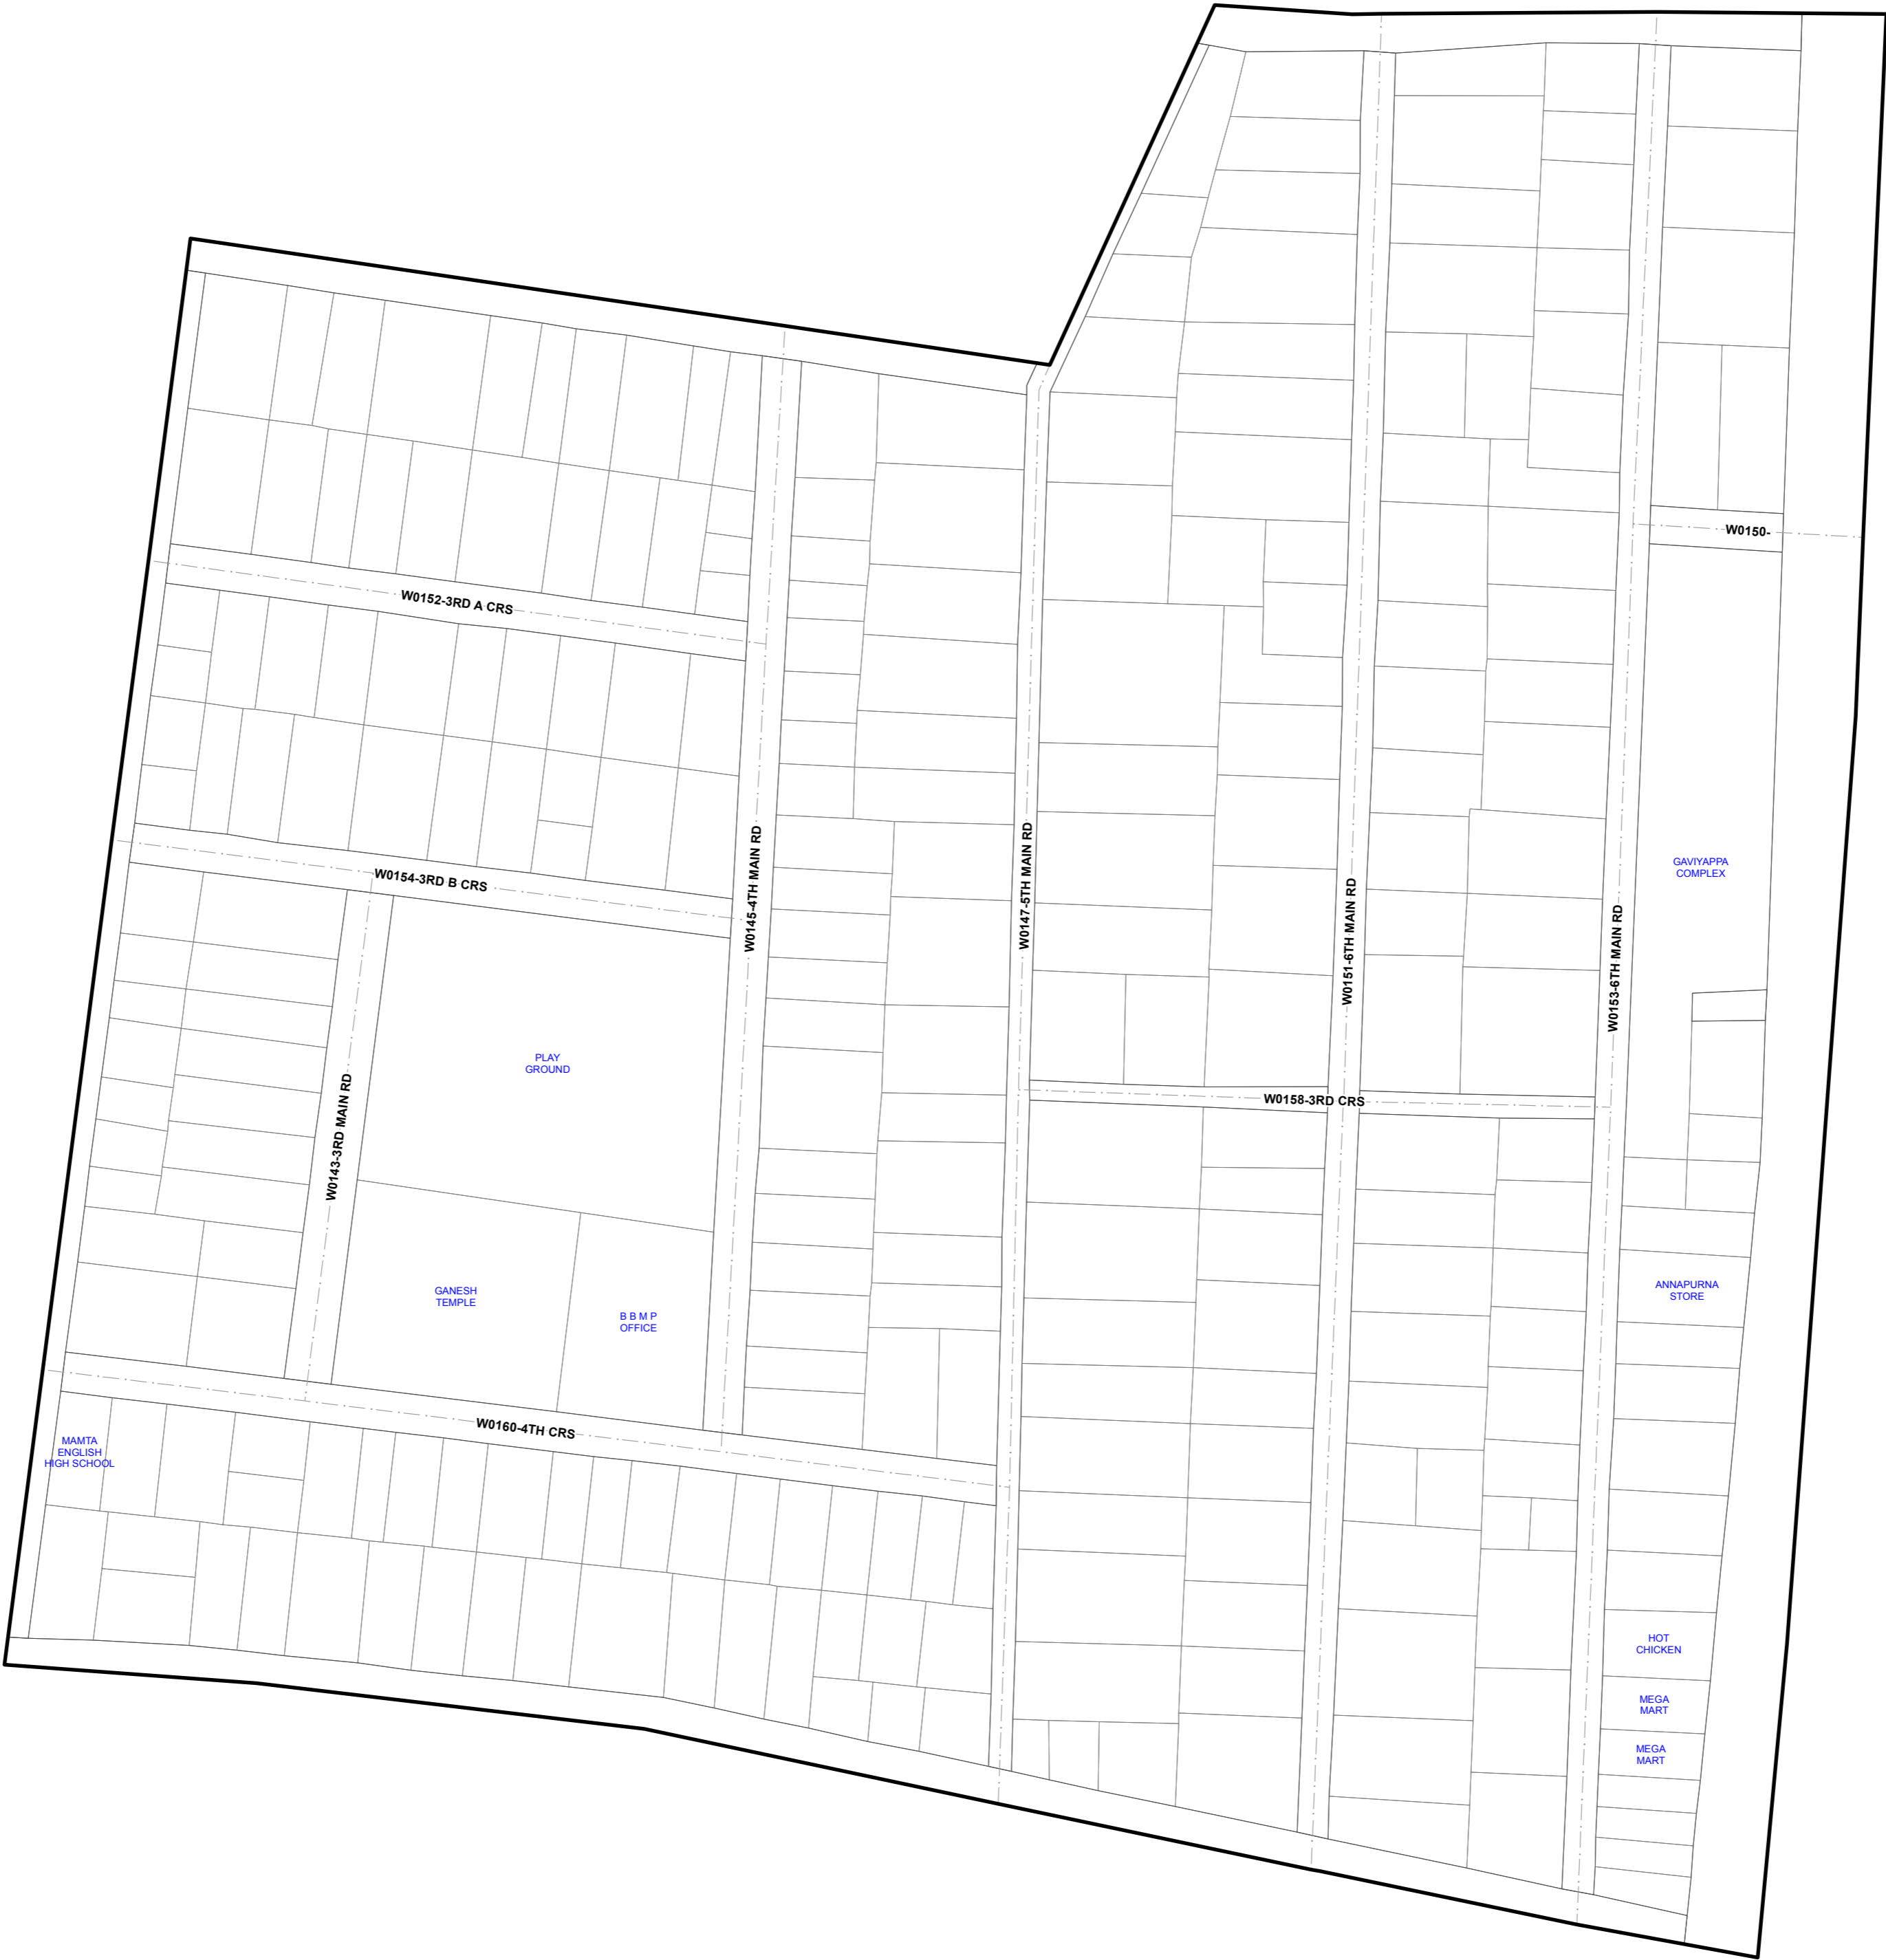 W0150-
W0152-3RD A CRS
W0154-3RD B CRS
W0145-4TH MAIN RD
W0147-5TH MAIN RD
W0151-6TH MAIN RD
W0153-6TH MAIN RD
GAVIYAPPA
COMPLEX
PLAY
GROUND
W0143-3RD MAIN RD
W0158-3RD CRS
GANESH
TEMPLE
B B M P
OFFICE
ANNAPURNA
STORE
W0160-4TH CRS
MAMTA
ENGLISH
HIGH SCHOOL
HOT
CHICKEN
MEGA
MART
MEGA
MART